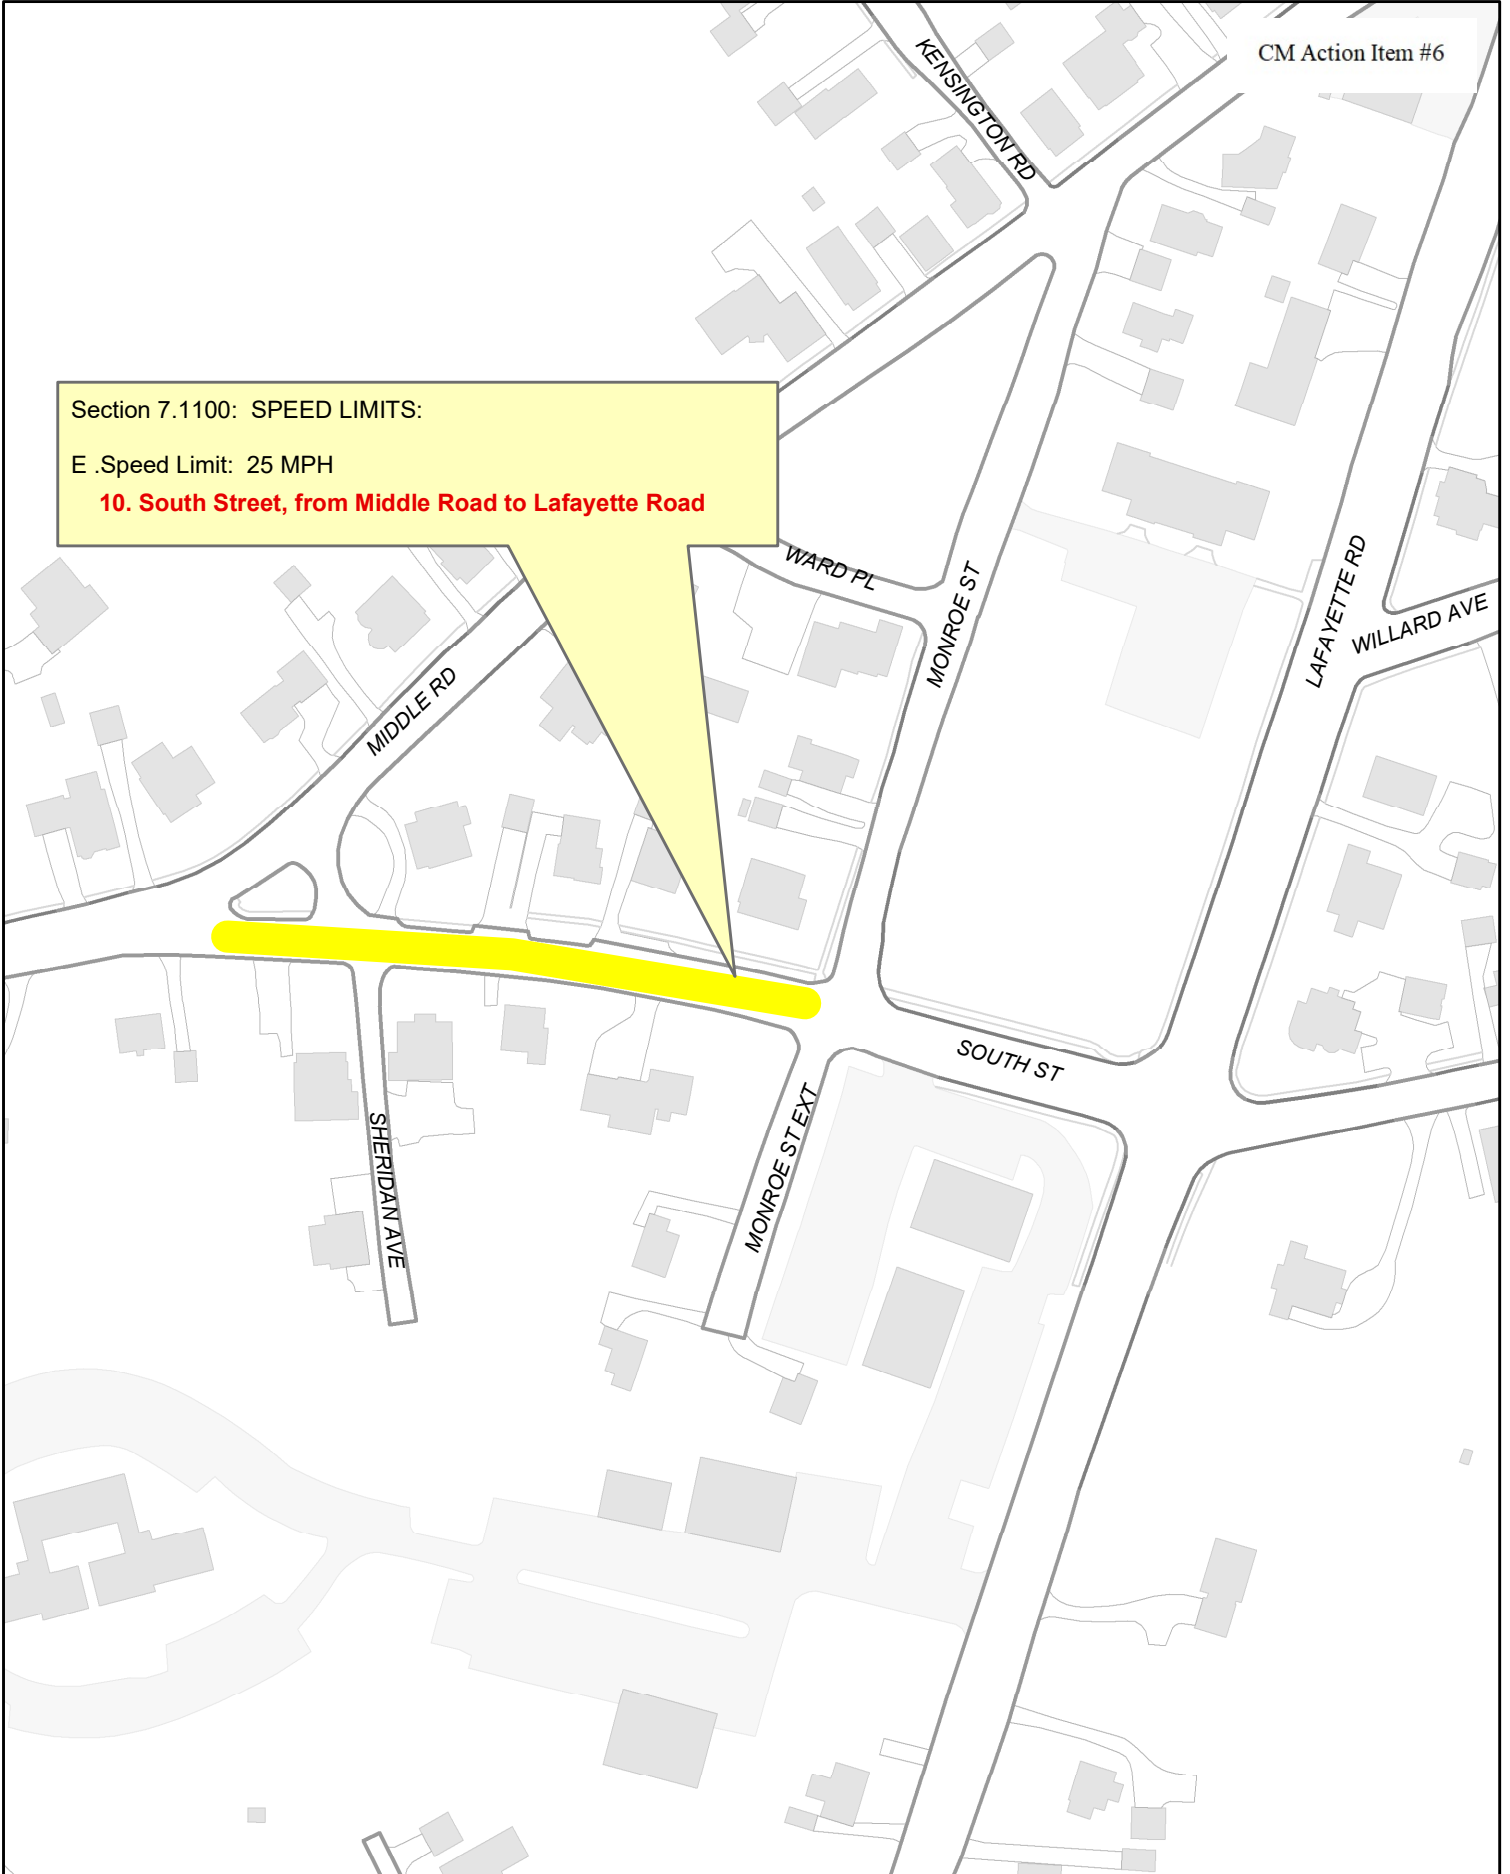 CM Action Item #6
KENSINGTON RD
Section 7.1100:  SPEED LIMITS:
E .Speed Limit:  25 MPH
10. South Street, from Middle Road to Lafayette Road
WARD PL
MONROE ST
LAFAYETTE RD
WILLARD AVE
MIDDLE RD
SOUTH ST
SHERIDAN AVE
MONROE ST EXT